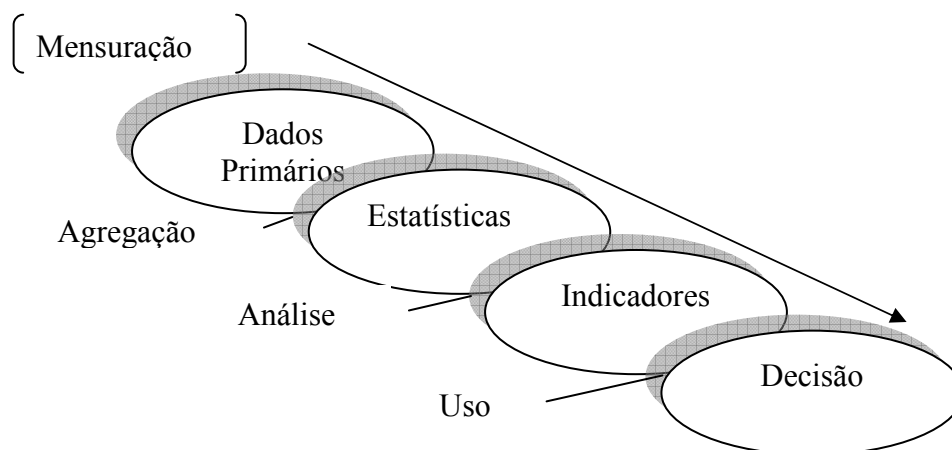 Mensuração
Dados
Primários
Agregação
Estatísticas
Análise
Indicadores
Uso
Decisão